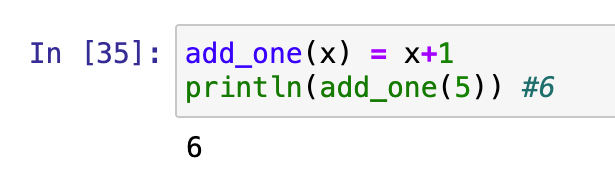 In [35]: add_one(x) = x+1
println(add_one(5)) #6
6